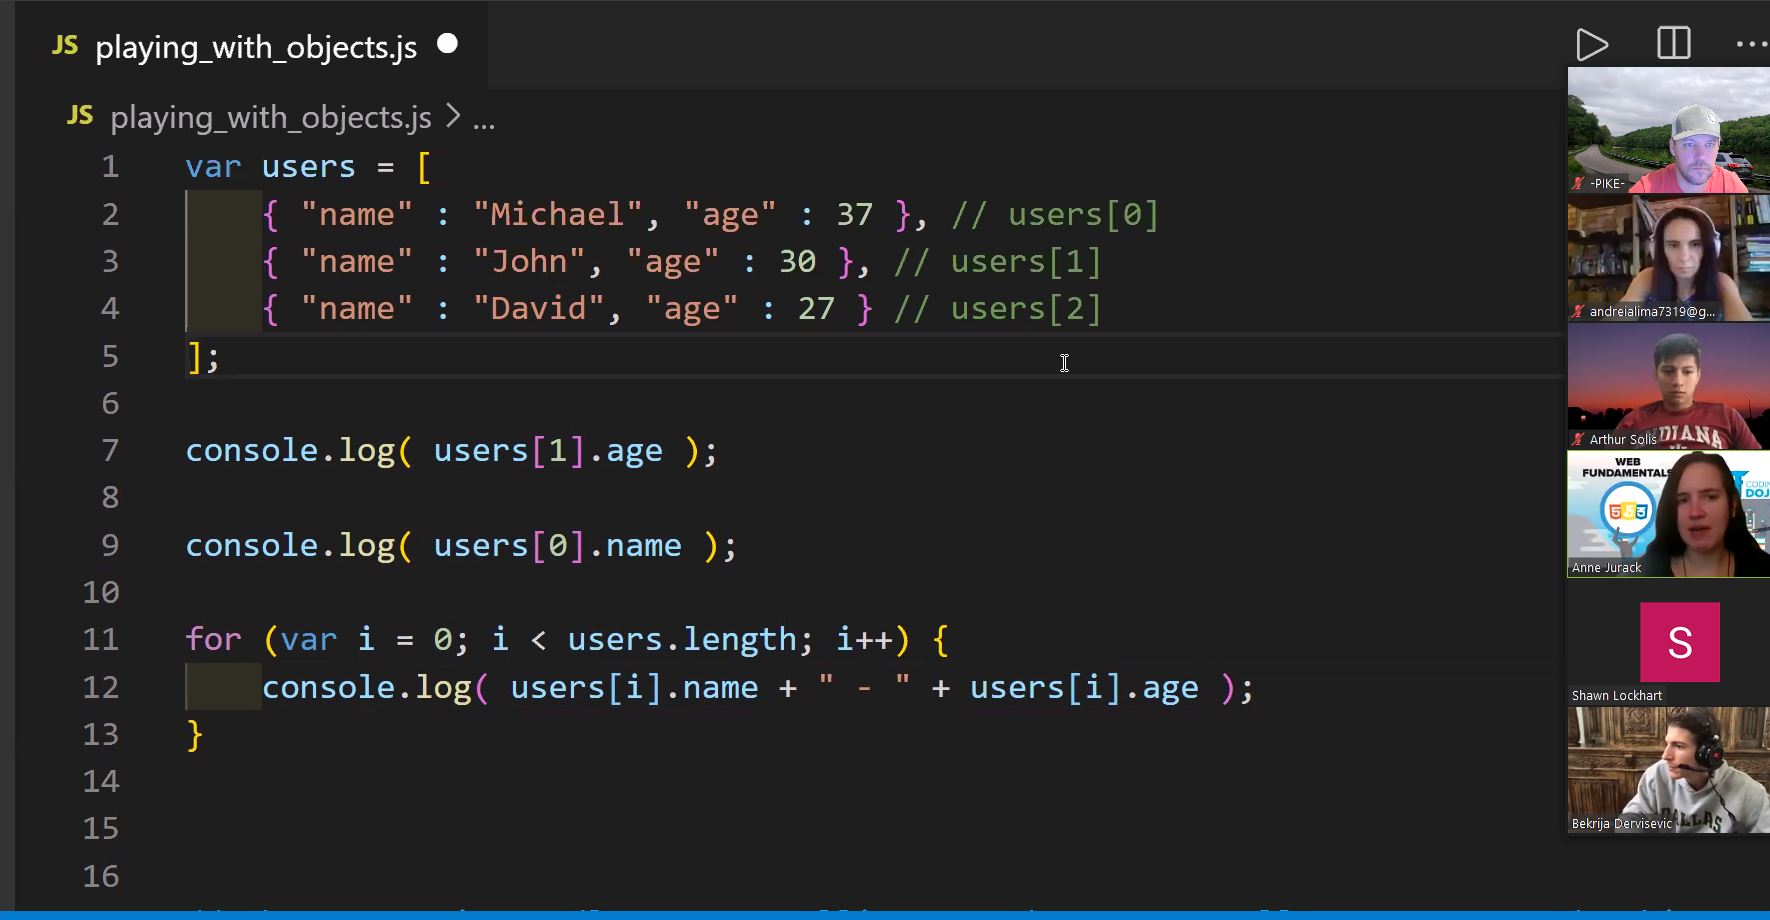 JS playing_with_objects.js
JS playing_with_objects.js > ...
1 var users = [
2 { "name" : "Michael", "age" : 37 }, // users[0]
3 { "name" : "John", "age" : 30 }, // users[1]
4 { "name" : "David", "age" : 27 } // users[2]
5 ];
6
7 console.log( users[1].age );
8
9 console.log( users[0].name );
10
11 for (var i = 0; i < users.length; i++) {
12 console.log( users[i].name + " - " + users[i].age );
13 }
14
15
16
-PIKE-
andreialima7319@g...
INDIANA
Arthur Solis
WEB
FUNDAMENTALS
Anne Jurack
S
Shawn Lockhart
Bekrija Dervisevic